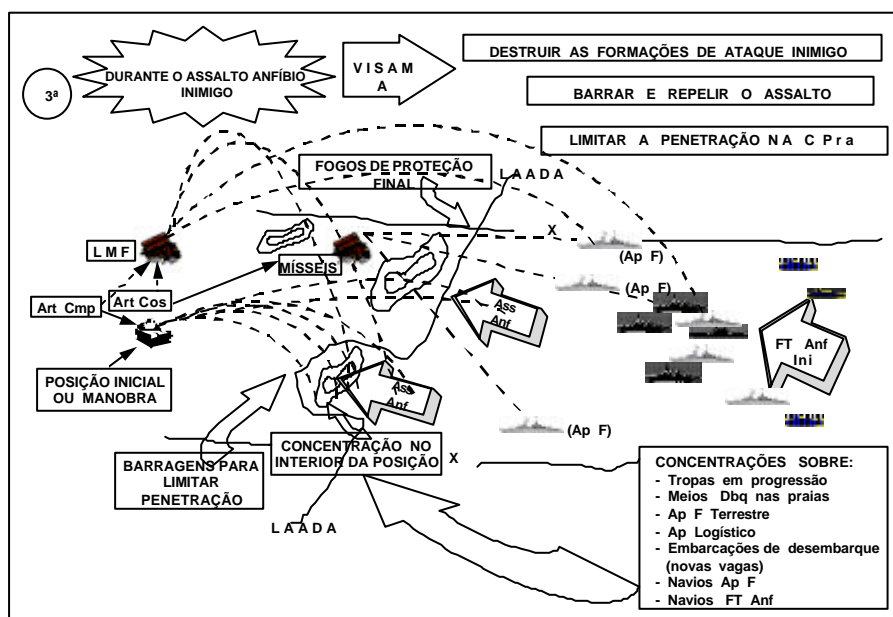 3ª
DURANTE O ASSALTO ANFÍBIO
INIMIGO
V I S A M
A
DESTRUIR AS FORMAÇÕES DE ATAQUE INIMIGO
BARRAR E REPELIR O ASSALTO
LIMITAR A PENETRAÇÃO NA C P r a
FOGOS DE PROTEÇÃO
FINAL
L A A D A
X
L M F
MÍSSEIS
(Ap F)
(Ap F)
Art Cmp
Art Cos
Ass
Anf
FT Anf
Ini
POSIÇÃO INICIAL
OU MANOBRA
Ass
Anf
(Ap F)
BARRAGENS PARA
LIMITAR
PENETRAÇÃO
CONCENTRAÇÃO NO
INTERIOR DA POSIÇÃO
X
L A A D A
CONCENTRAÇÕES SOBRE:
- Tropas em progressão
- Meios Dbq nas praias
- Ap F Terrestre
- Ap Logístico
- Embarcações de desembarque
(novas vagas)
- Navios Ap F
- Navios FT Anf